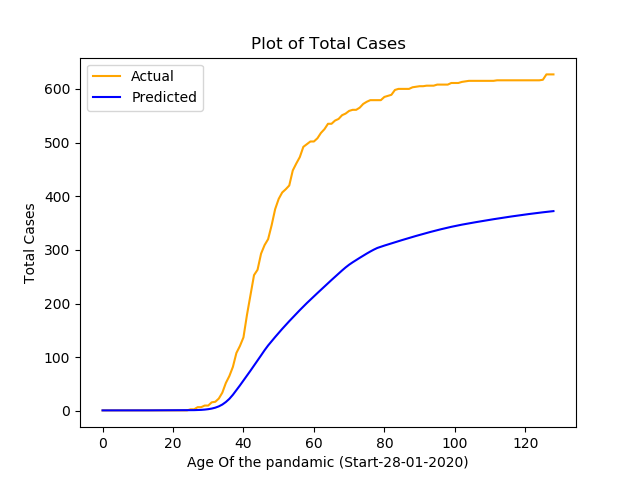 Plot of Total Cases
Actual
Predicted
600
500
400
300
200
100
0
Total Cases
0 20 40 60 80 100 120
Age Of the pandamic (Start-28-01-2020)